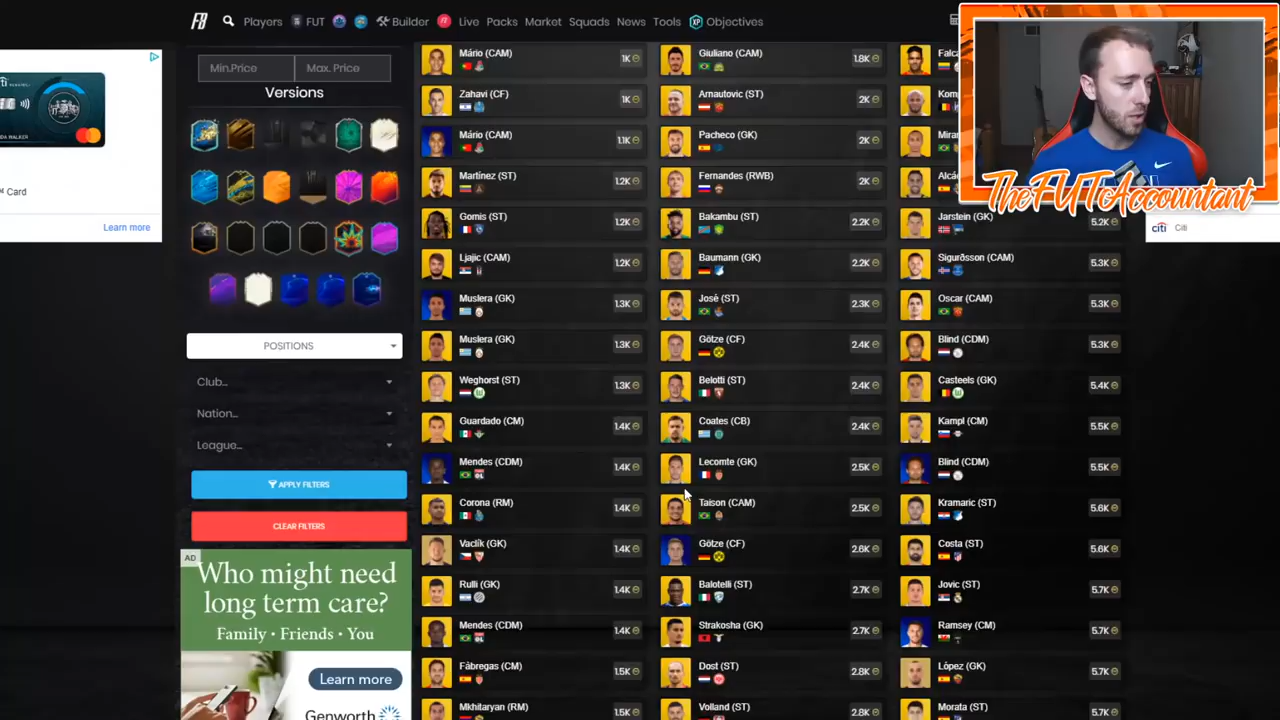 FB
Players
FUT
Builder
Live
Packs
Market
Squads
News
Tools
XP
Objectives
Min.Price
Max. Price
Versions
POSITIONS
Club...
Nation...
League...
APPLY FILTERS
CLEAR FILTERS
Card
Learn more
AD
Who might need
long term care?
Family • Friends • You
Learn more
Genworth
Mário (CAM) 1K
Zahavi (CF) 1K
Mário (CAM) 1.1K
Martínez (ST) 1.2K
Gomis (ST) 1.2K
Ljajic (CAM) 1.2K
Muslera (GK) 1.3K
Muslera (GK) 1.3K
Weghorst (ST) 1.3K
Guardado (CM) 1.4K
Mendes (CDM) 1.4K
Corona (RM) 1.4K
Vaclík (GK) 1.4K
Rulli (GK) 1.4K
Mendes (CDM) 1.4K
Fàbregas (CM) 1.5K
Mkhitaryan (RM) 1.5K
Giuliano (CAM) 1.8K
Arnautovic (ST) 2K
Pacheco (GK) 2K
Fernandes (RWB) 2K
Bakambu (ST) 2.2K
Baumann (GK) 2.2K
José (ST) 2.3K
Götze (CF) 2.4K
Belotti (ST) 2.4K
Coates (CB) 2.4K
Lecomte (GK) 2.5K
Taison (CAM) 2.5K
Götze (CF) 2.6K
Balotelli (ST) 2.7K
Strakosha (GK) 2.7K
Dost (ST) 2.8K
Volland (ST) 2.8K
Falca
Kom
Mira
Alcá
Jarstein (GK) 5.2K
Sigurðsson (CAM) 5.3K
Oscar (CAM) 5.3K
Blind (CDM) 5.3K
Casteels (GK) 5.4K
Kampl (CM) 5.5K
Blind (CDM) 5.5K
Kramaric (ST) 5.6K
Costa (ST) 5.6K
Jovic (ST) 5.7K
Ramsey (CM) 5.7K
López (GK) 5.7K
Morata (ST) 5.7K
TheFUTAccountant
citi
Citi